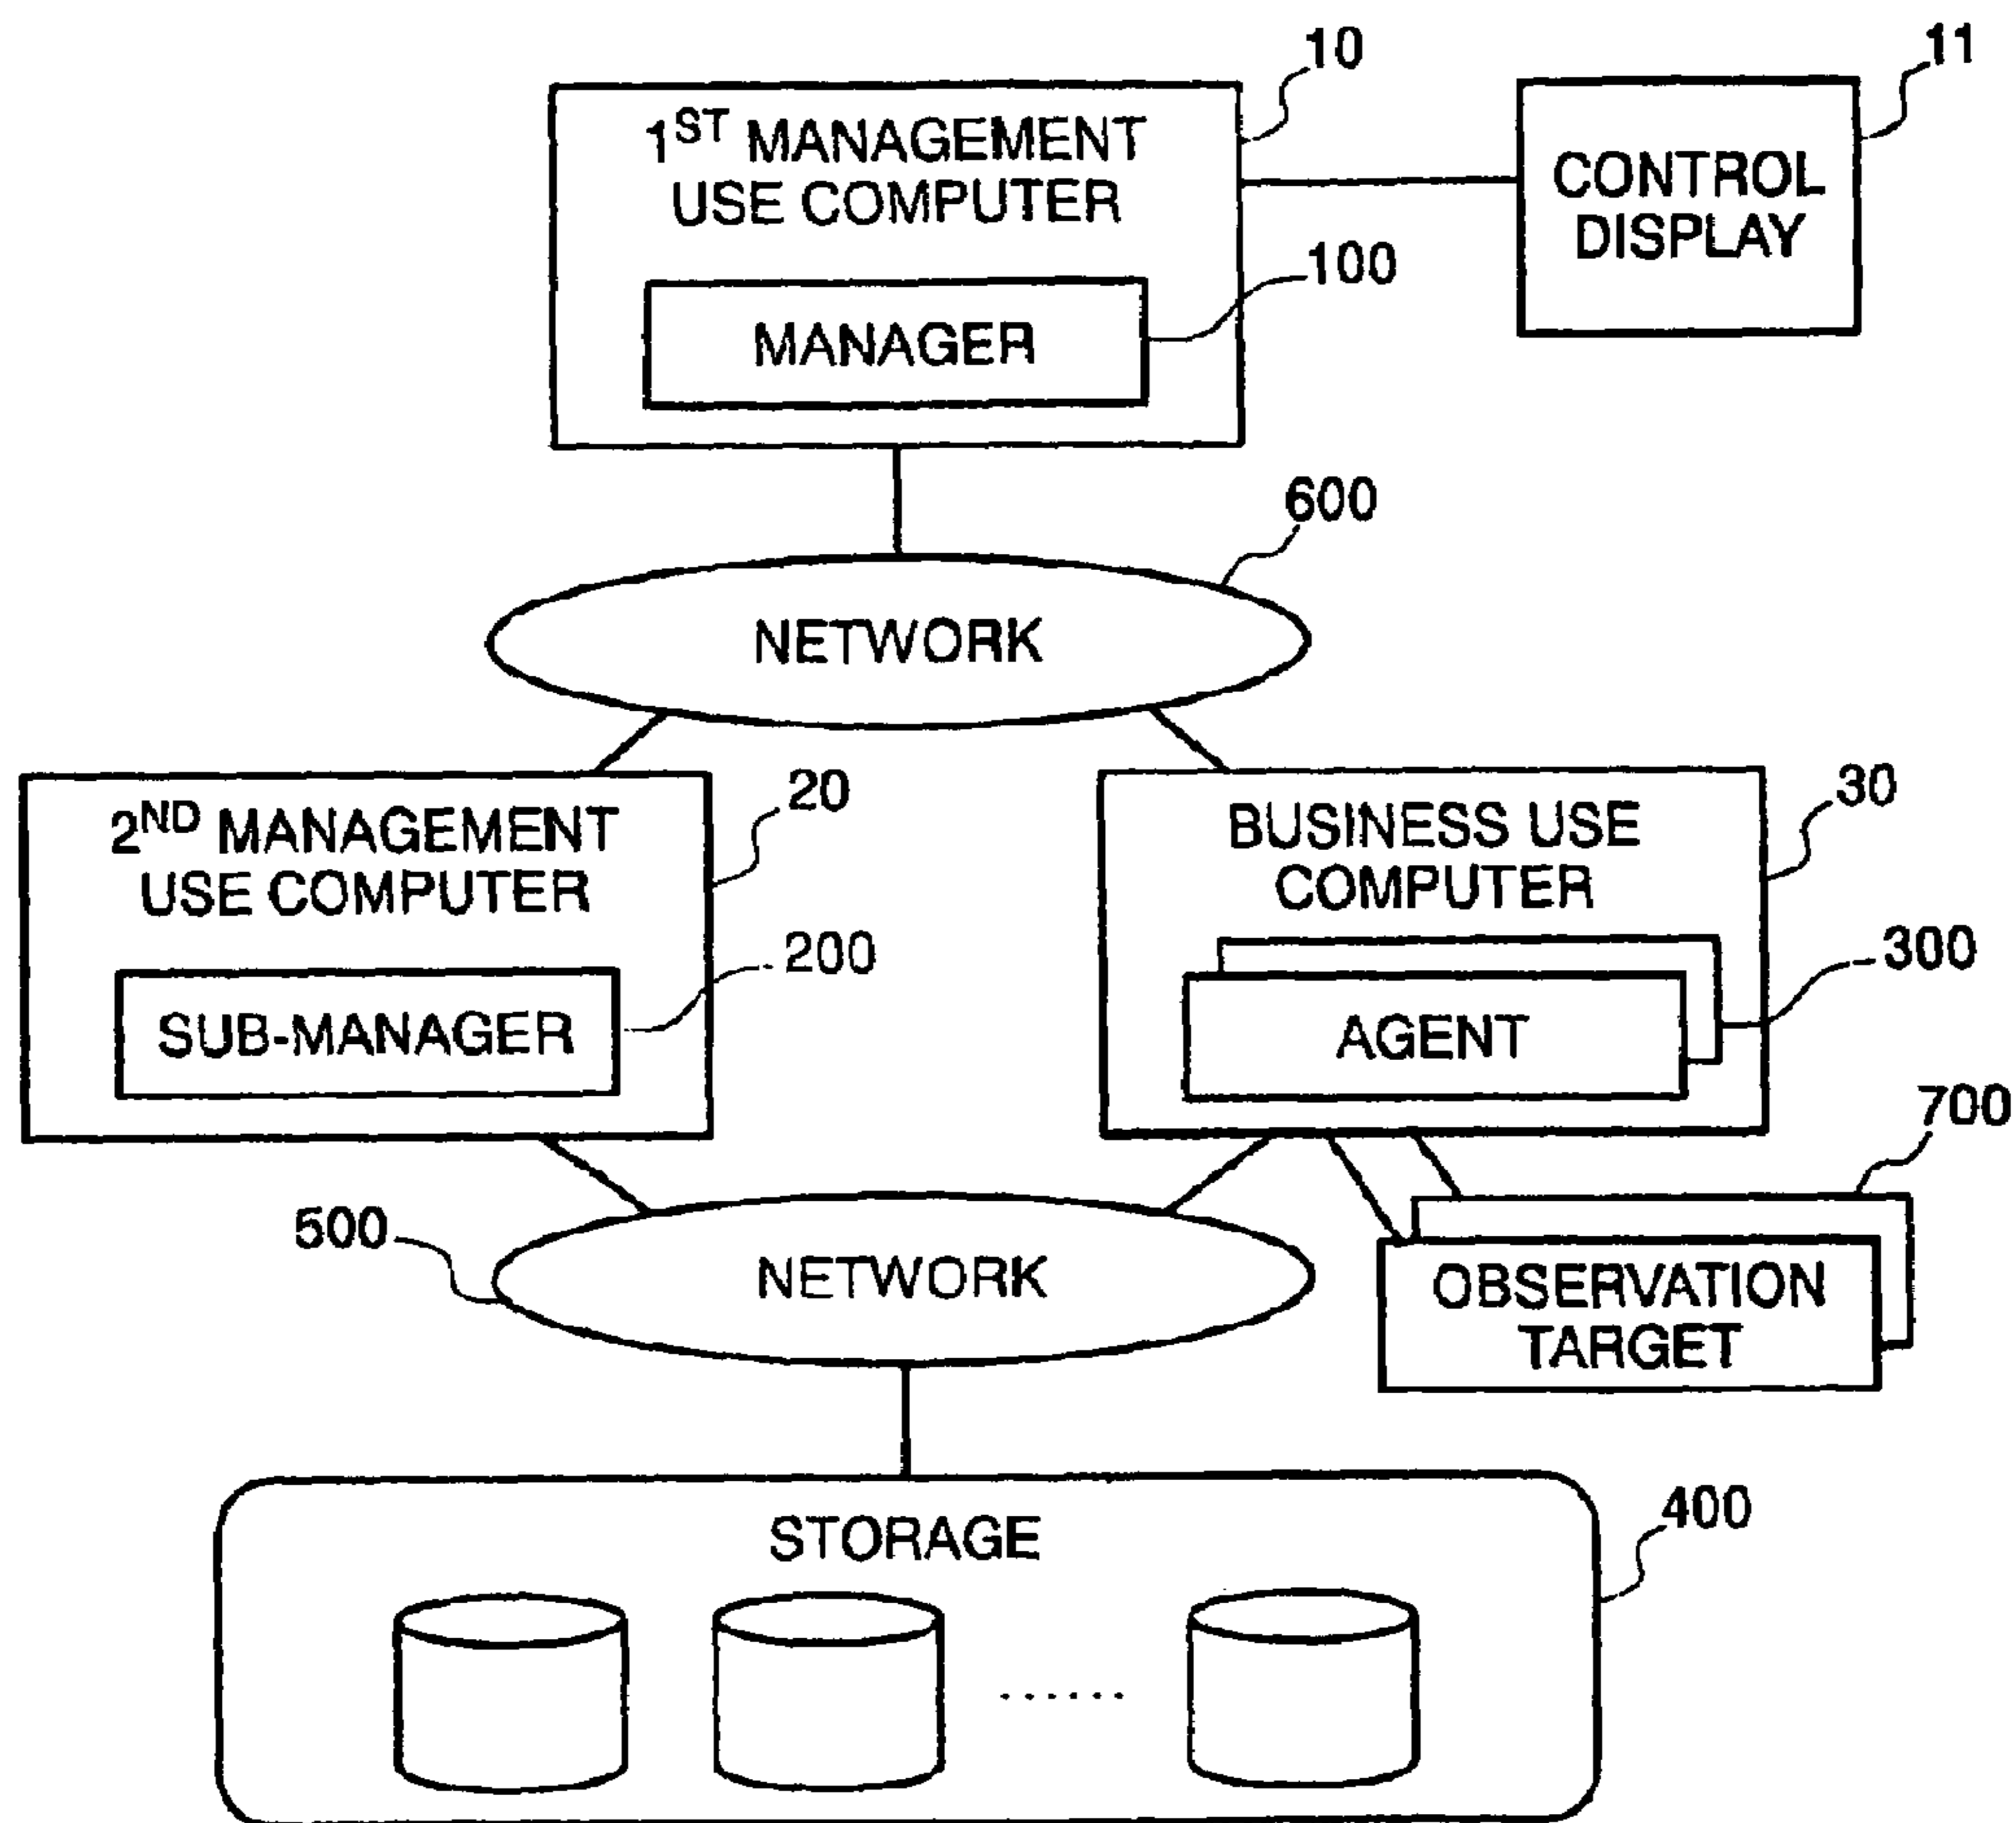 10
11
1ST MANAGEMENT
USE COMPUTER
CONTROL
DISPLAY
100
MANAGER
600
NETWORK
20
30
2ND MANAGEMENT
USE COMPUTER
BUSINESS USE
COMPUTER
200
300
SUB-MANAGER
AGENT
700
500
NETWORK
OBSERVATION
TARGET
400
STORAGE
......